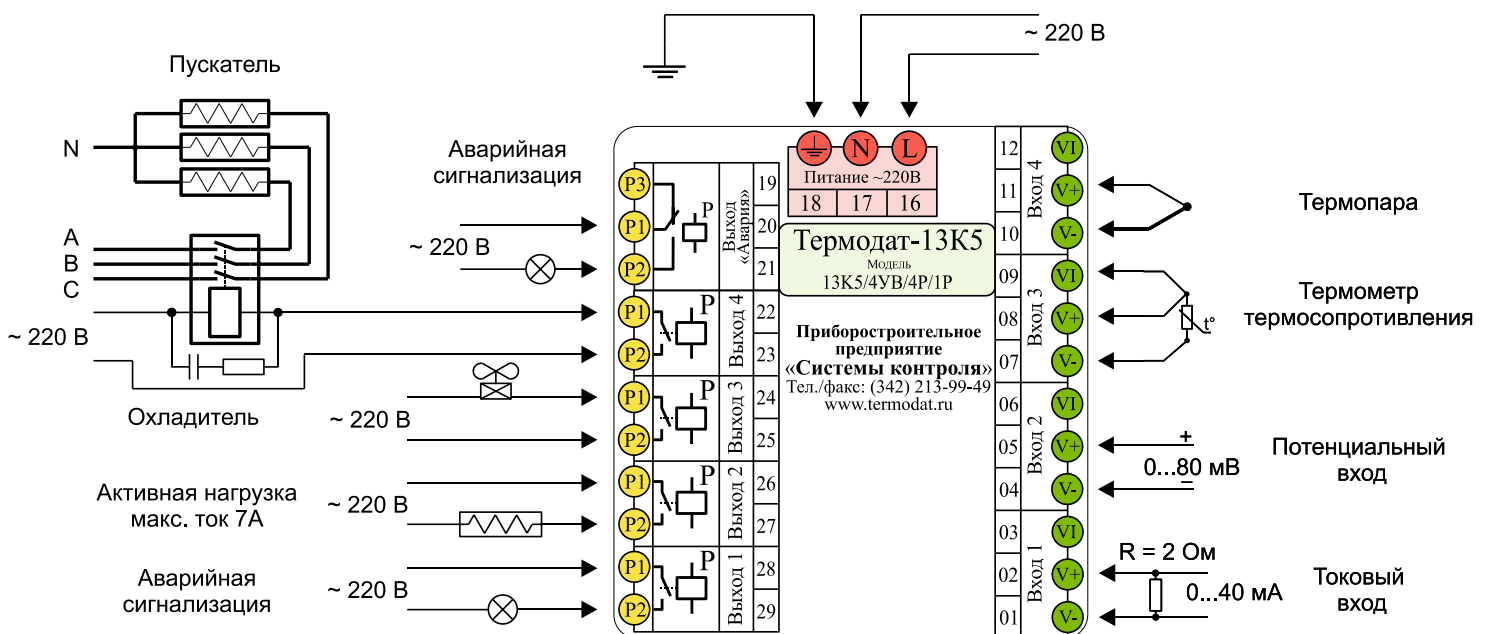 ~ 220 В
Пускатель
N
A
B
C
~ 220 В
Охладитель
Аварийная
сигнализация
~ 220 В
~ 220 В
Активная нагрузка
макс. ток 7А
~ 220 В
Аварийная
сигнализация
~ 220 В
P3
P1
P2
P
Выход
«Авария»
19
20
21
P1
P2
P
Выход 4
22
23
P1
P2
P
Выход 3
24
25
P1
P2
P
Выход 2
26
27
P1
P2
P
Выход 1
28
29
N
L
Питание ~220В
18
17
16
Термодат-13К5
Модель
13К5/4УВ/4Р/1Р
Приборостроительное
предприятие
«Системы контроля»
Тел./факс: (342) 213-99-49
www.termodat.ru
12
11
10
Вход 4
VI
V+
V-
Термопара
09
08
07
Вход 3
VI
V+
V-
t°
Термометр
термосопротивления
06
05
04
Вход 2
VI
V+
V-
+
0...80 мВ
–
Потенциальный
вход
03
02
01
Вход 1
VI
V+
V-
R = 2 Ом
0...40 мА
Токовый
вход